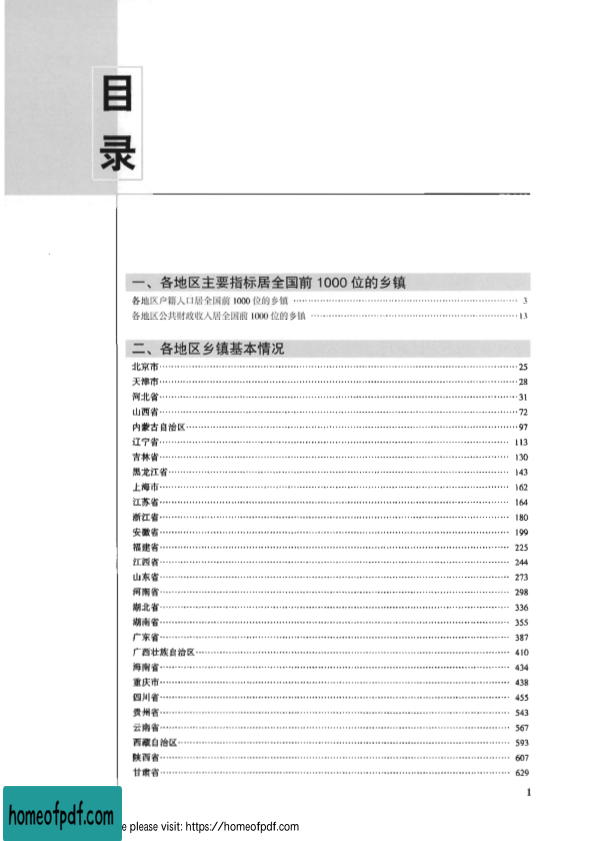 目
录
一、各地区主要指标居全国前 1000 位的乡镇
各地区户籍人口居全国前 1000 位的乡镇 …… 3
各地区公共财政收入居全国前 1000 位的乡镇 …… 13
二、各地区乡镇基本情况
北京市 …… 25
天津市 …… 28
河北省 …… 31
山西省 …… 72
内蒙古自治区 …… 97
辽宁省 …… 113
吉林省 …… 130
黑龙江省 …… 143
上海市 …… 162
江苏省 …… 164
浙江省 …… 180
安徽省 …… 199
福建省 …… 225
江西省 …… 244
山东省 …… 273
河南省 …… 298
湖北省 …… 336
湖南省 …… 355
广东省 …… 387
广西壮族自治区 …… 410
海南省 …… 434
重庆市 …… 438
四川省 …… 455
贵州省 …… 543
云南省 …… 567
西藏自治区 …… 593
陕西省 …… 607
甘肃省 …… 629
1
homeofpdf.com
e please visit: https://homeofpdf.com